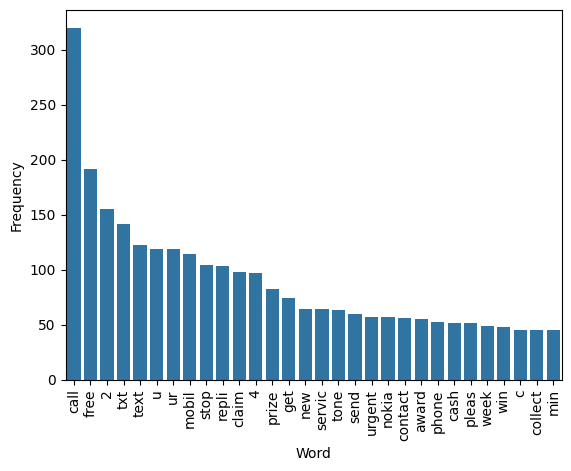 300
250
200
150
100
50
0
Frequency
call
free
2
txt
text
u
ur
mobil
stop
repli
claim
4
prize
get
new
servic
tone
send
urgent
nokia
contact
award
phone
cash
pleas
week
win
c
collect
min
Word